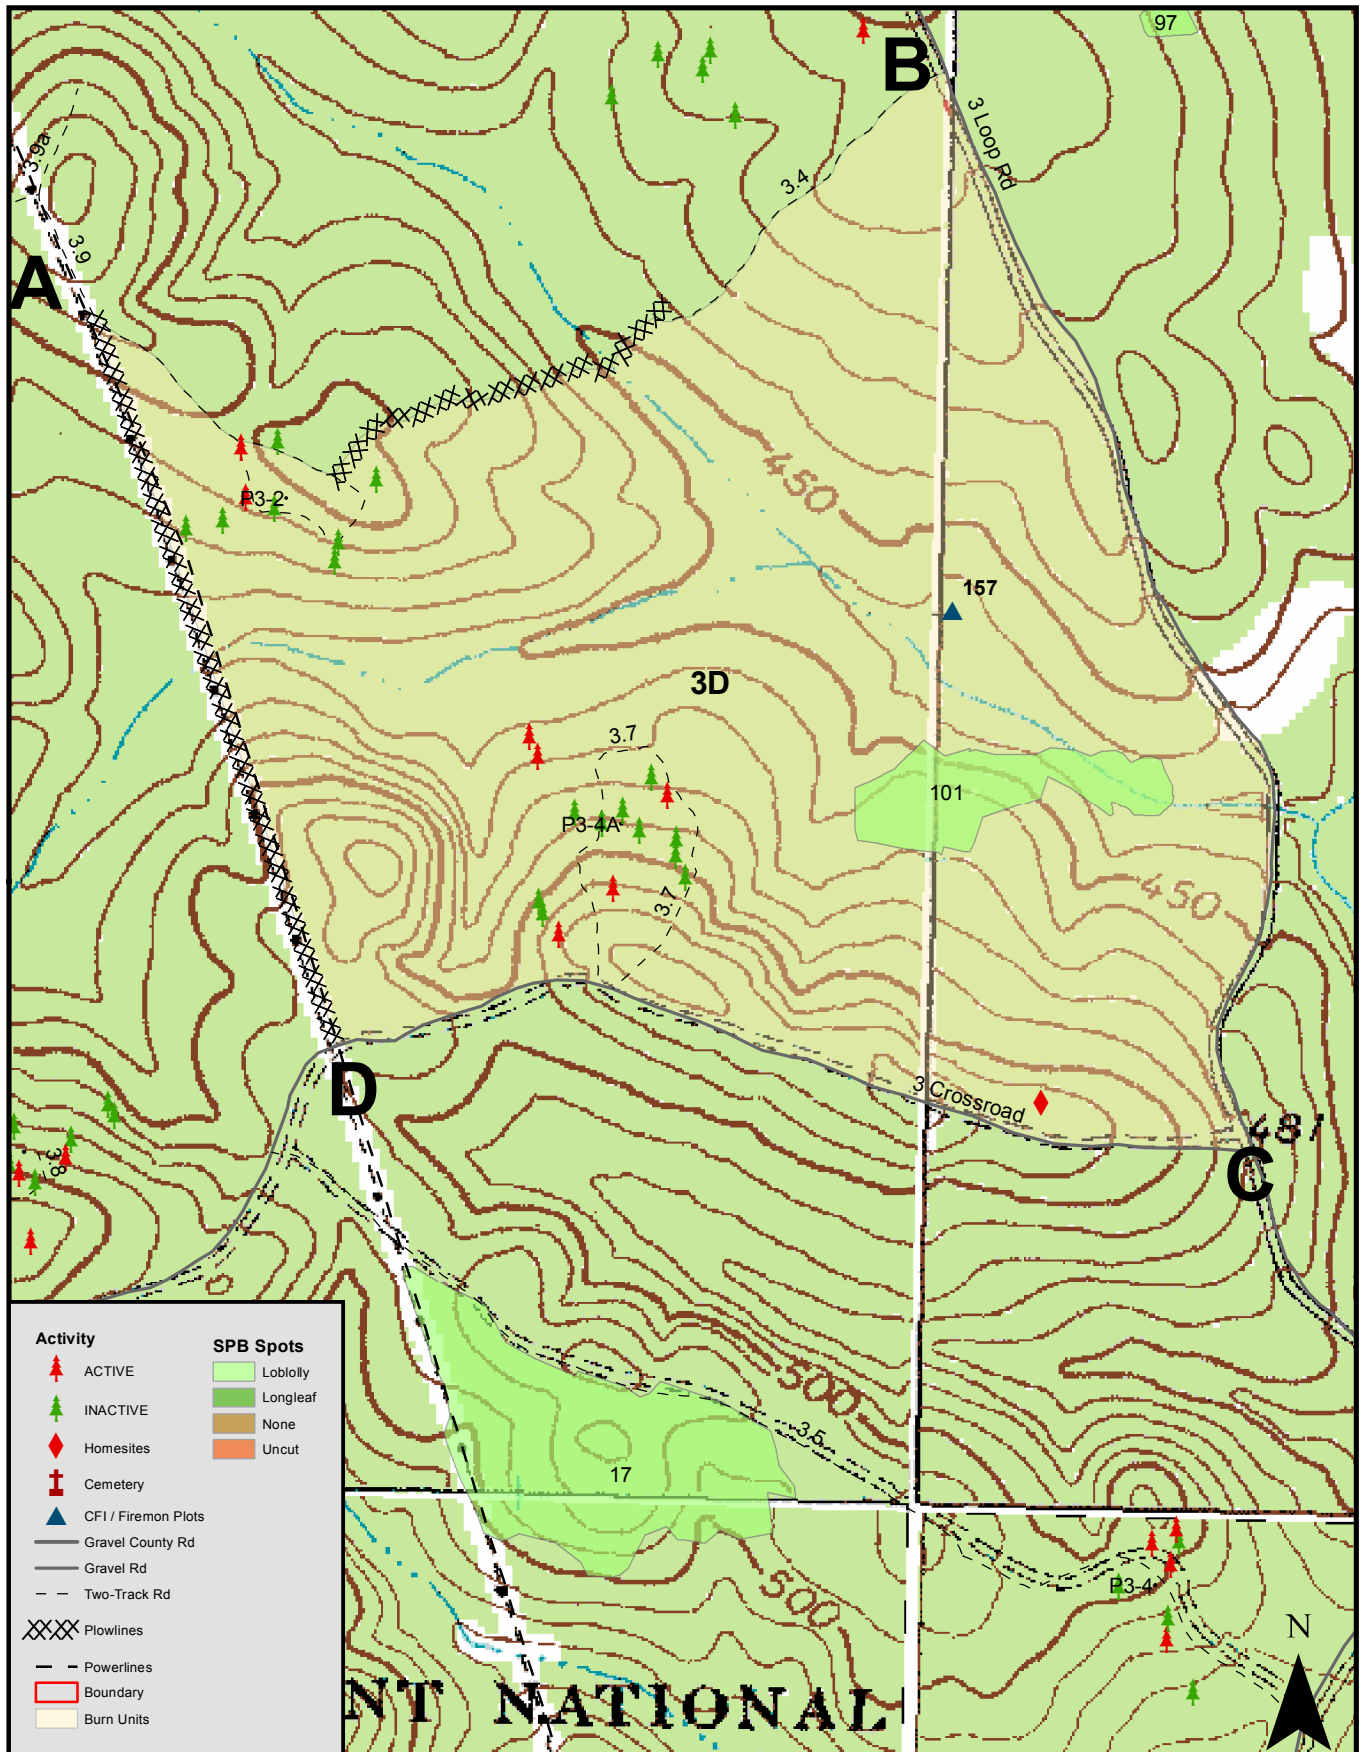 97
B
3 Loop Rd
3.9a
3.4
3.9
A
450
P3-2
157
3D
3.7
101
P3-4A
450
3.7
3 Crossroad
D
481
C
3.8
500
3.5
17
P3-4
500
N
NT NATIONAL
Activity
ACTIVE
INACTIVE
Homesites
Cemetery
CFI / Firemon Plots
Gravel County Rd
Gravel Rd
Two-Track Rd
Plowlines
Powerlines
Boundary
Burn Units
SPB Spots
Loblolly
Longleaf
None
Uncut